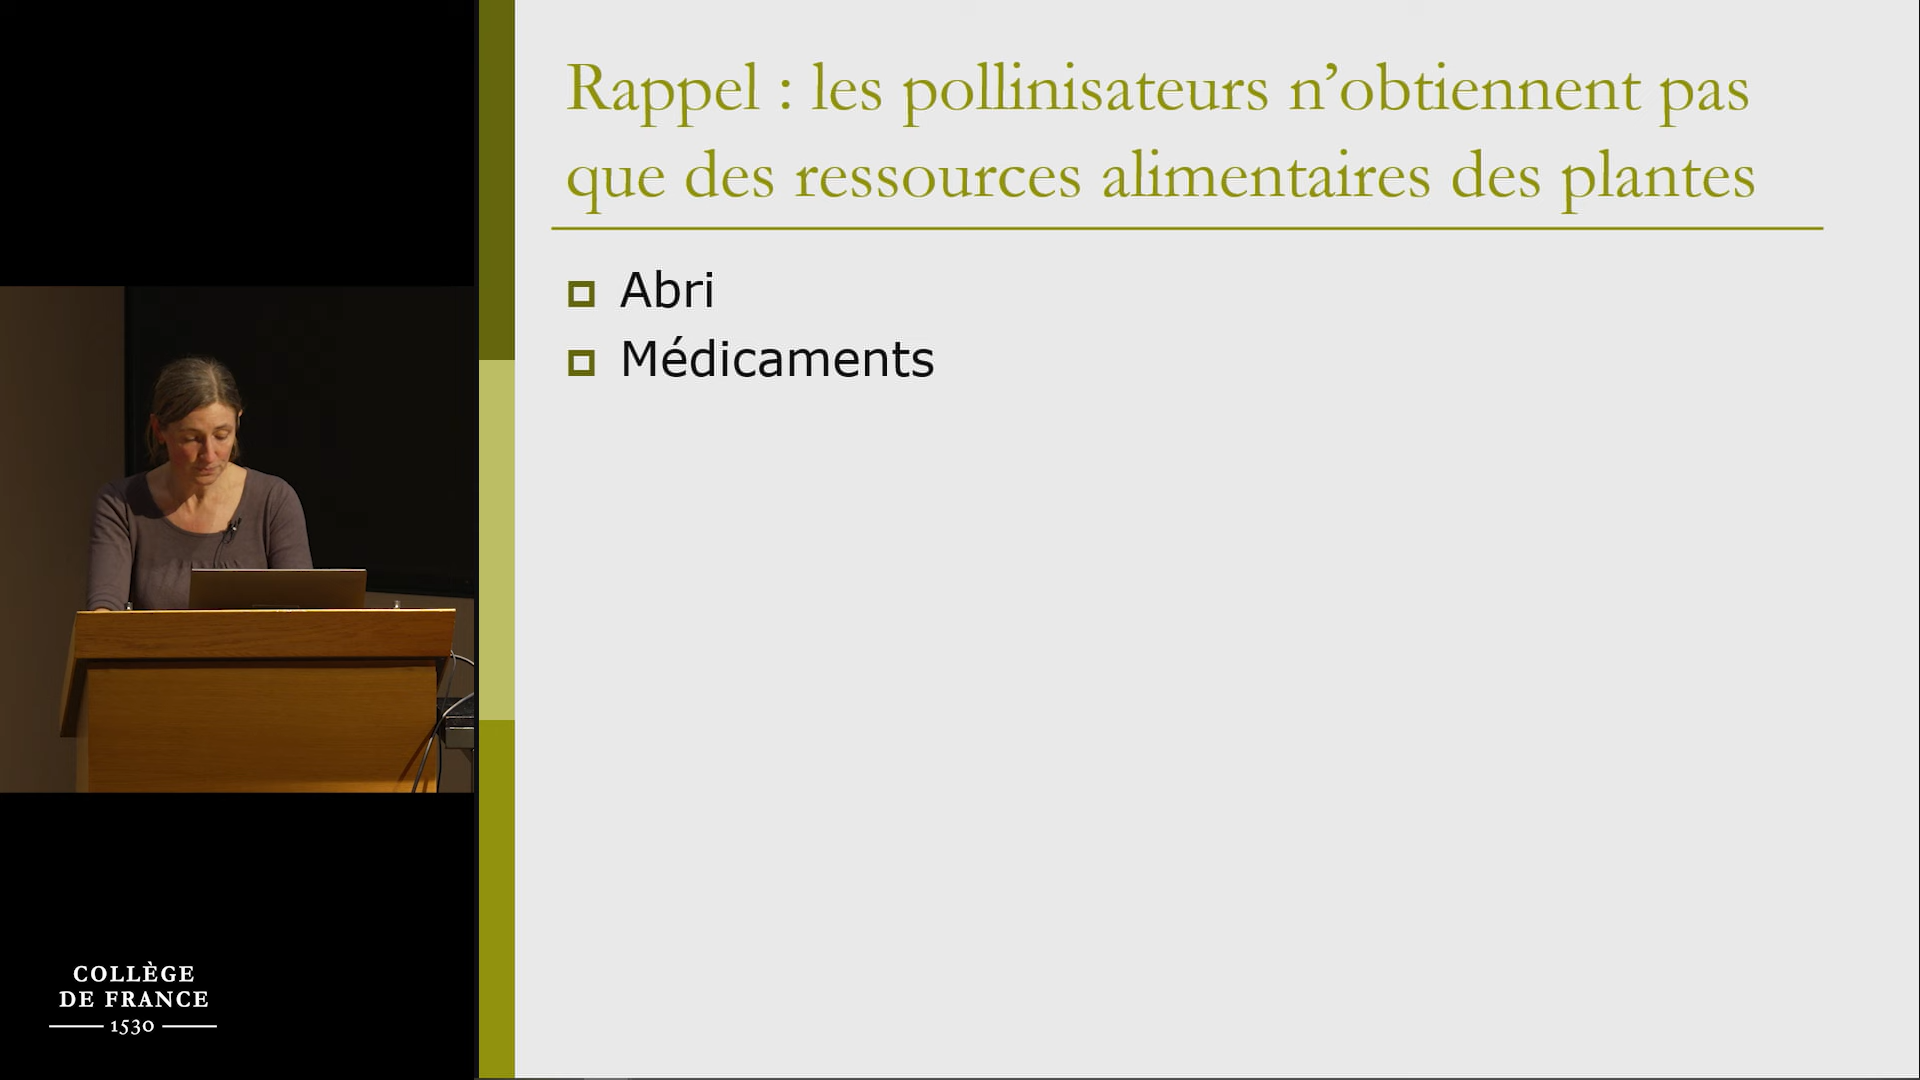 Rappel : les pollinisateurs n’obtiennent pas
que des ressources alimentaires des plantes
Abri
Médicaments
COLLÈGE
DE FRANCE
1530